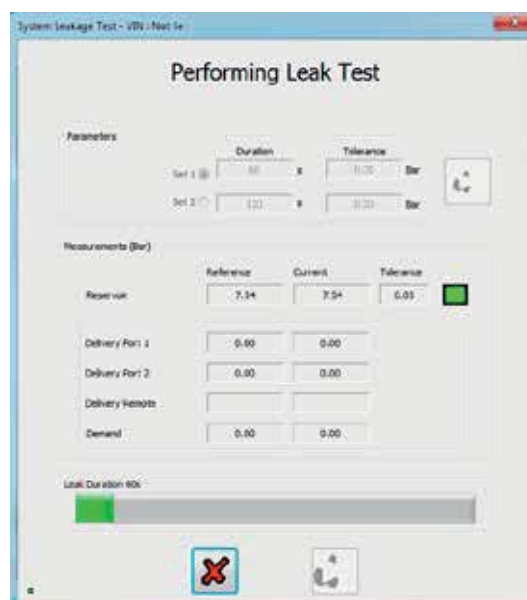 System Leakage Test - VIN : Not Se
Performing Leak Test
Parameters
Duration Tolerance
Set 1 60 s Bar
Set 2 120 s Bar
Measurements (Bar)
Reference Current Tolerance
Reservoir 7.54 7.54 0.05
Delivery Port 1 0.00 0.00
Delivery Port 2 0.00 0.00
Delivery Remote
Demand 0.00 0.00
Leak Duration 60s